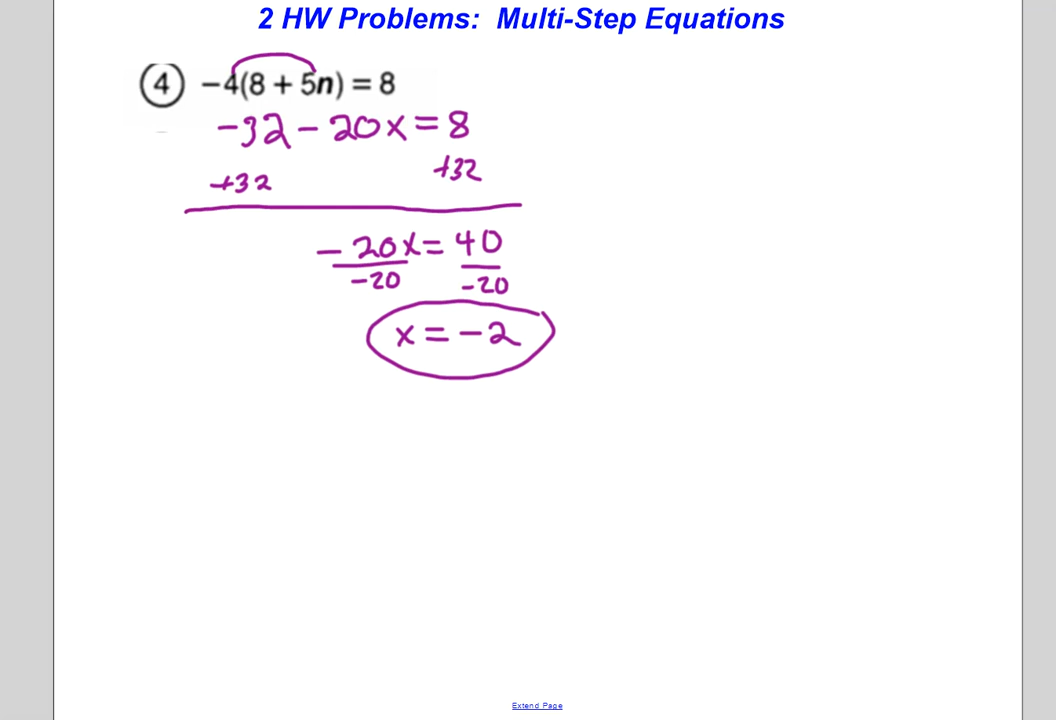 2 HW Problems: Multi-Step Equations
4 −4(8 + 5n) = 8
-32 - 20x = 8
+32 +32
-20x = 40
-20 -20
x = -2
Extend Page